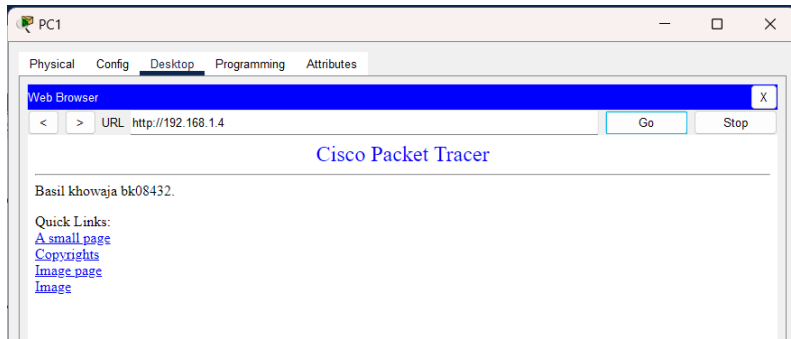 PC1
Physical Config Desktop Programming Attributes
Web Browser X
< > URL http://192.168.1.4 Go Stop
Cisco Packet Tracer
Basil khowaja bk08432.
Quick Links:
A small page
Copyrights
Image page
Image